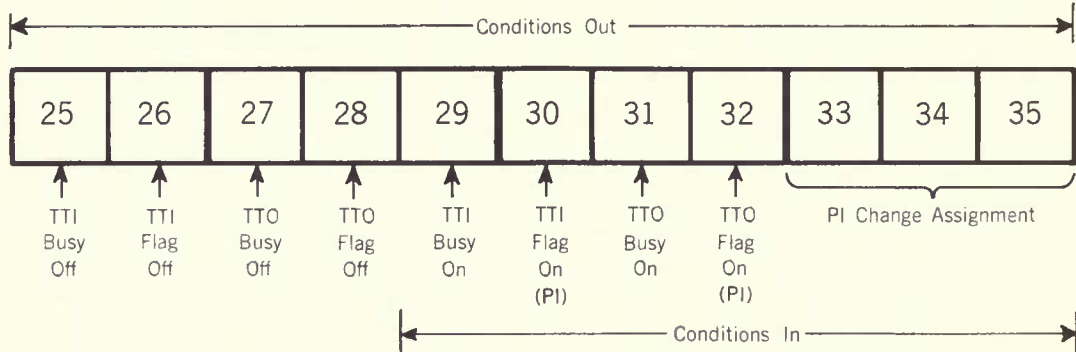 Conditions Out
25 26 27 28 29 30 31 32 33 34 35
TTI Busy Off
TTI Flag Off
TTO Busy Off
TTO Flag Off
TTI Busy On
TTI Flag On (PI)
TTO Busy On
TTO Flag On (PI)
PI Change Assignment
Conditions In